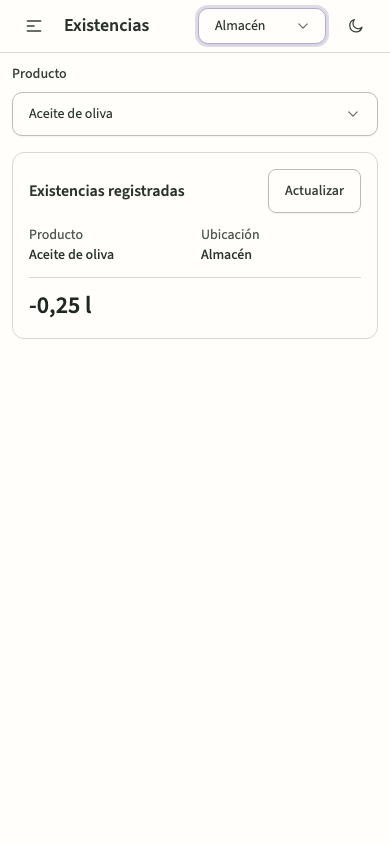 Existencias
Almacén
Producto
Aceite de oliva
Existencias registradas
Actualizar
Producto
Ubicación
Aceite de oliva
Almacén
-0,25 l